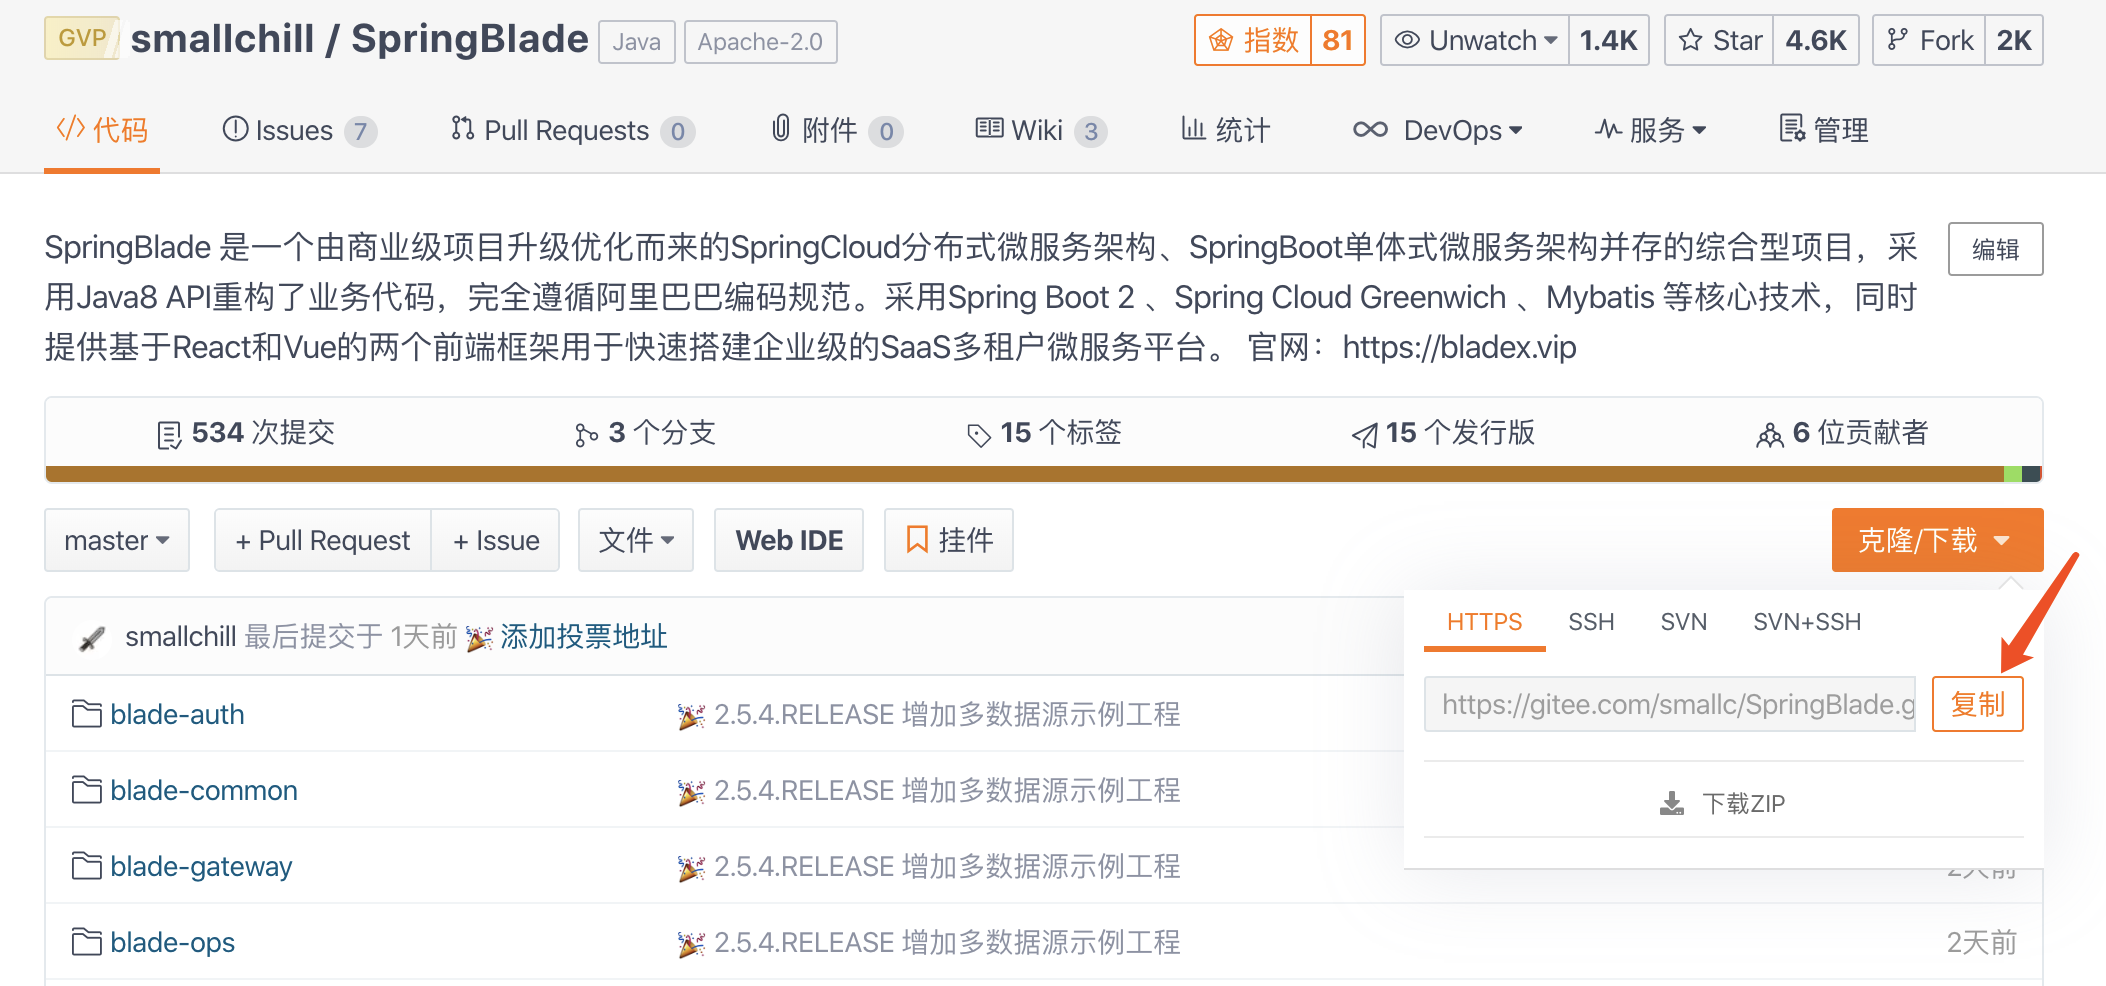 GVP smallchill / SpringBlade Java Apache-2.0 指数 81 Unwatch 1.4K Star 4.6K Fork 2K
代码 Issues 7 Pull Requests 0 附件 0 Wiki 3 统计 DevOps 服务 管理
SpringBlade 是一个由商业级项目升级优化而来的SpringCloud分布式微服务架构、SpringBoot单体式微服务架构并存的综合型项目，采 编辑
用Java8 API重构了业务代码，完全遵循阿里巴巴编码规范。采用Spring Boot 2 、Spring Cloud Greenwich 、Mybatis 等核心技术，同时
提供基于React和Vue的两个前端框架用于快速搭建企业级的SaaS多租户微服务平台。 官网：https://bladex.vip
534 次提交 3 个分支 15 个标签 15 个发行版 6 位贡献者
master + Pull Request + Issue 文件 Web IDE 挂件 克隆/下载
HTTPS SSH SVN SVN+SSH
smallchill 最后提交于 1天前 添加投票地址
https://gitee.com/smallc/SpringBlade.g 复制
blade-auth 2.5.4.RELEASE 增加多数据源示例工程
下载ZIP
blade-common 2.5.4.RELEASE 增加多数据源示例工程
blade-gateway 2.5.4.RELEASE 增加多数据源示例工程 2天前
blade-ops 2.5.4.RELEASE 增加多数据源示例工程 2天前